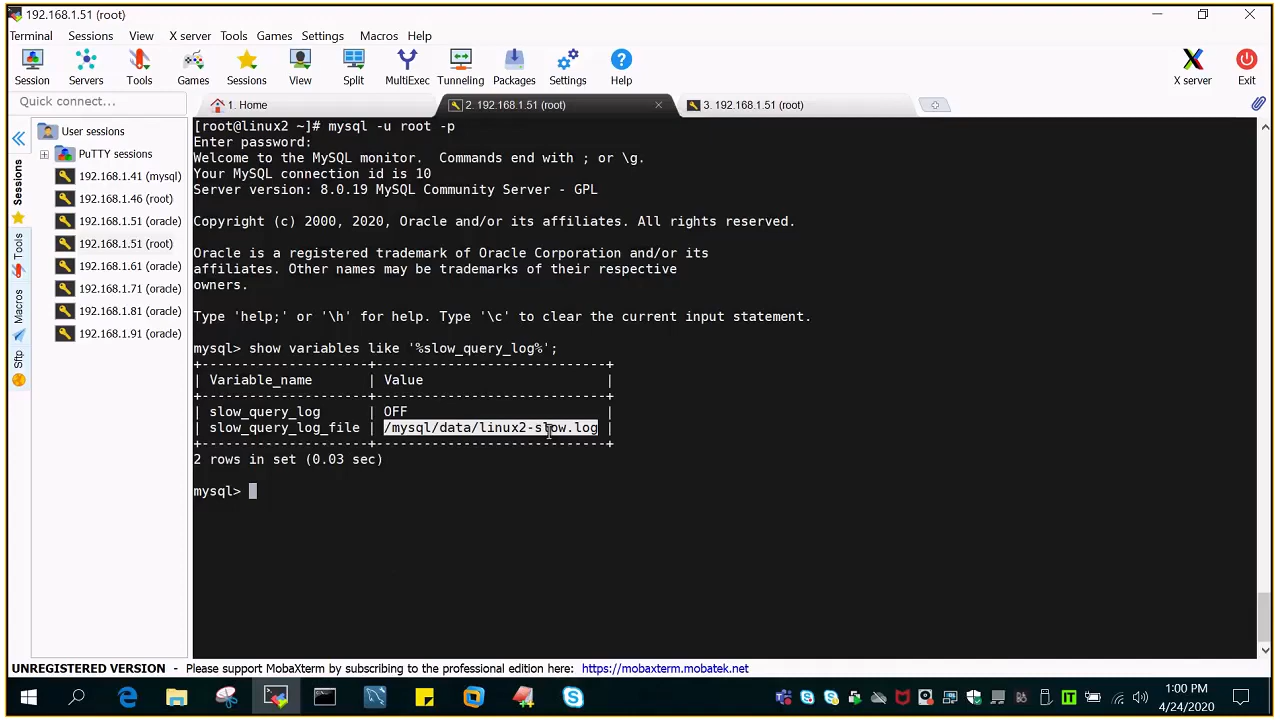 192.168.1.51 (root)
Terminal Sessions View X server Tools Games Settings Macros Help
Session Servers Tools Games Sessions View Split MultiExec Tunneling Packages Settings Help X server Exit
Quick connect...
1. Home
2. 192.168.1.51 (root)
3. 192.168.1.51 (root)
Sessions
Tools
Macros
Sftp
User sessions
PuTTY sessions
192.168.1.41 (mysql)
192.168.1.46 (root)
192.168.1.51 (oracle)
192.168.1.51 (root)
192.168.1.61 (oracle)
192.168.1.71 (oracle)
192.168.1.81 (oracle)
192.168.1.91 (oracle)
[root@linux2 ~]# mysql -u root -p
Enter password:
Welcome to the MySQL monitor.  Commands end with ; or \g.
Your MySQL connection id is 10
Server version: 8.0.19 MySQL Community Server - GPL
Copyright (c) 2000, 2020, Oracle and/or its affiliates. All rights reserved.
Oracle is a registered trademark of Oracle Corporation and/or its
affiliates. Other names may be trademarks of their respective
owners.
Type 'help;' or '\h' for help. Type '\c' to clear the current input statement.
mysql> show variables like '%slow_query_log%';
+---------------------+------------------------------+
| Variable_name       | Value                        |
+---------------------+------------------------------+
| slow_query_log      | OFF                          |
| slow_query_log_file | /mysql/data/linux2-slow.log |
+---------------------+------------------------------+
2 rows in set (0.03 sec)
mysql>
UNREGISTERED VERSION - Please support MobaXterm by subscribing to the professional edition here: https://mobaxterm.mobatek.net
IT
1:00 PM
4/24/2020